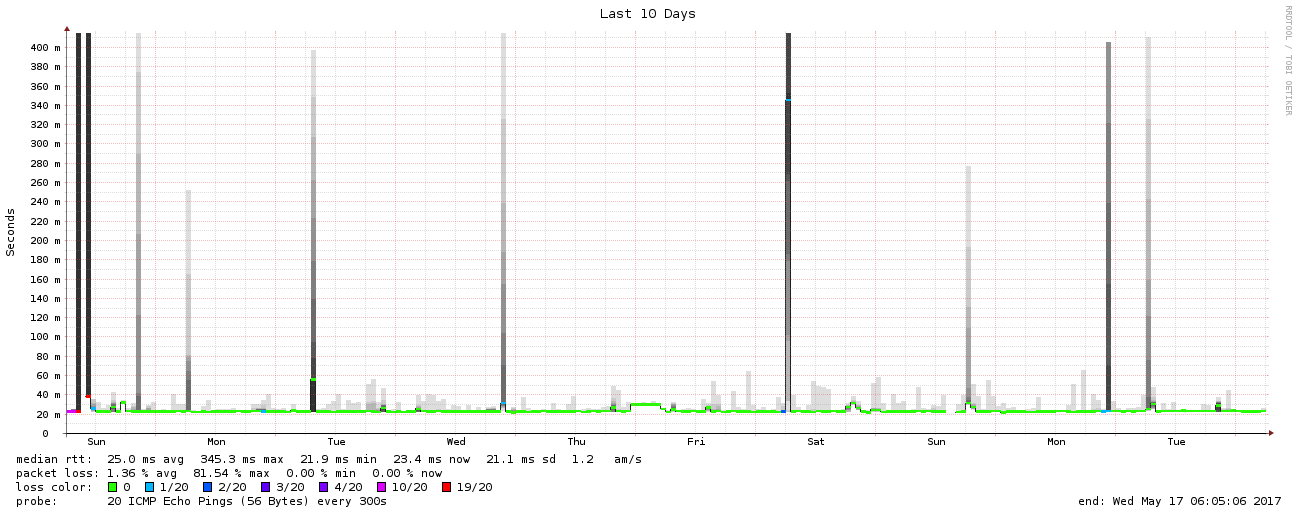 Last 10 Days
RRDTOOL / TOBI OETIKER
Seconds
400 m
380 m
360 m
340 m
320 m
300 m
280 m
260 m
240 m
220 m
200 m
180 m
160 m
140 m
120 m
100 m
80 m
60 m
40 m
20 m
0
Sun Mon Tue Wed Thu Fri Sat Sun Mon Tue
median rtt: 25.0 ms avg 345.3 ms max 21.9 ms min 23.4 ms now 21.1 ms sd 1.2 am/s
packet loss: 1.36 % avg 81.54 % max 0.00 % min 0.00 % now
loss color: 0 1/20 2/20 3/20 4/20 10/20 19/20
probe: 20 ICMP Echo Pings (56 Bytes) every 300s end: Wed May 17 06:05:06 2017